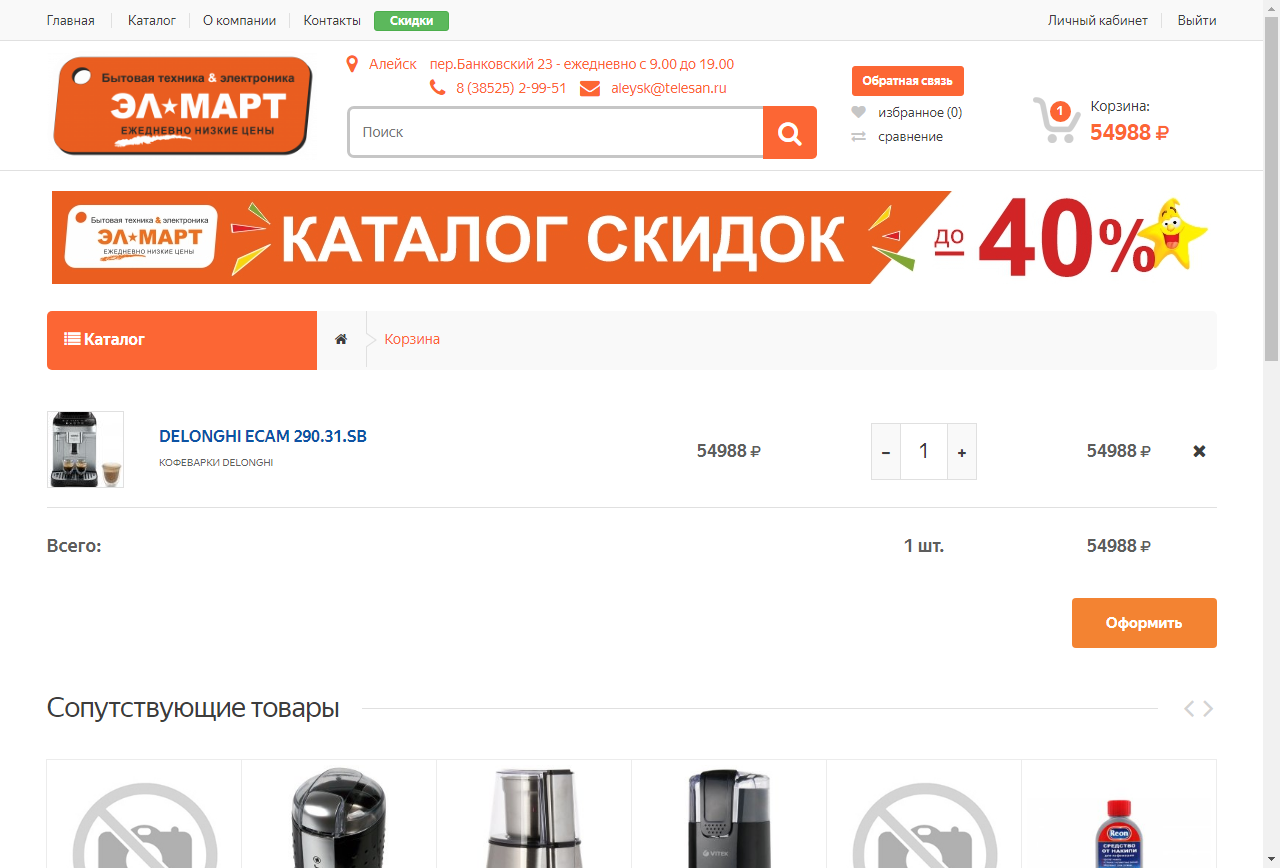 Главная Каталог О компании Контакты Скидки Личный кабинет Выйти
Бытовая техника & электроника
ЭЛ★МАРТ
ЕЖЕДНЕВНО НИЗКИЕ ЦЕНЫ
Алейск пер.Банковский 23 - ежедневно с 9.00 до 19.00
8 (38525) 2-99-51 aleysk@telesan.ru
Поиск
Обратная связь
избранное (0)
сравнение
1
Корзина:
54988 ₽
Бытовая техника & электроника
ЭЛ★МАРТ
ЕЖЕДНЕВНО НИЗКИЕ ЦЕНЫ
КАТАЛОГ СКИДОК до 40%
Каталог Корзина
DELONGHI ECAM 290.31.SB
КОФЕВАРКИ DELONGHI
54988 ₽ - 1 + 54988 ₽
Всего: 1 шт. 54988 ₽
Оформить
Сопутствующие товары
VITEK
Reon
СРЕДСТВО
ОТ НАКИПИ